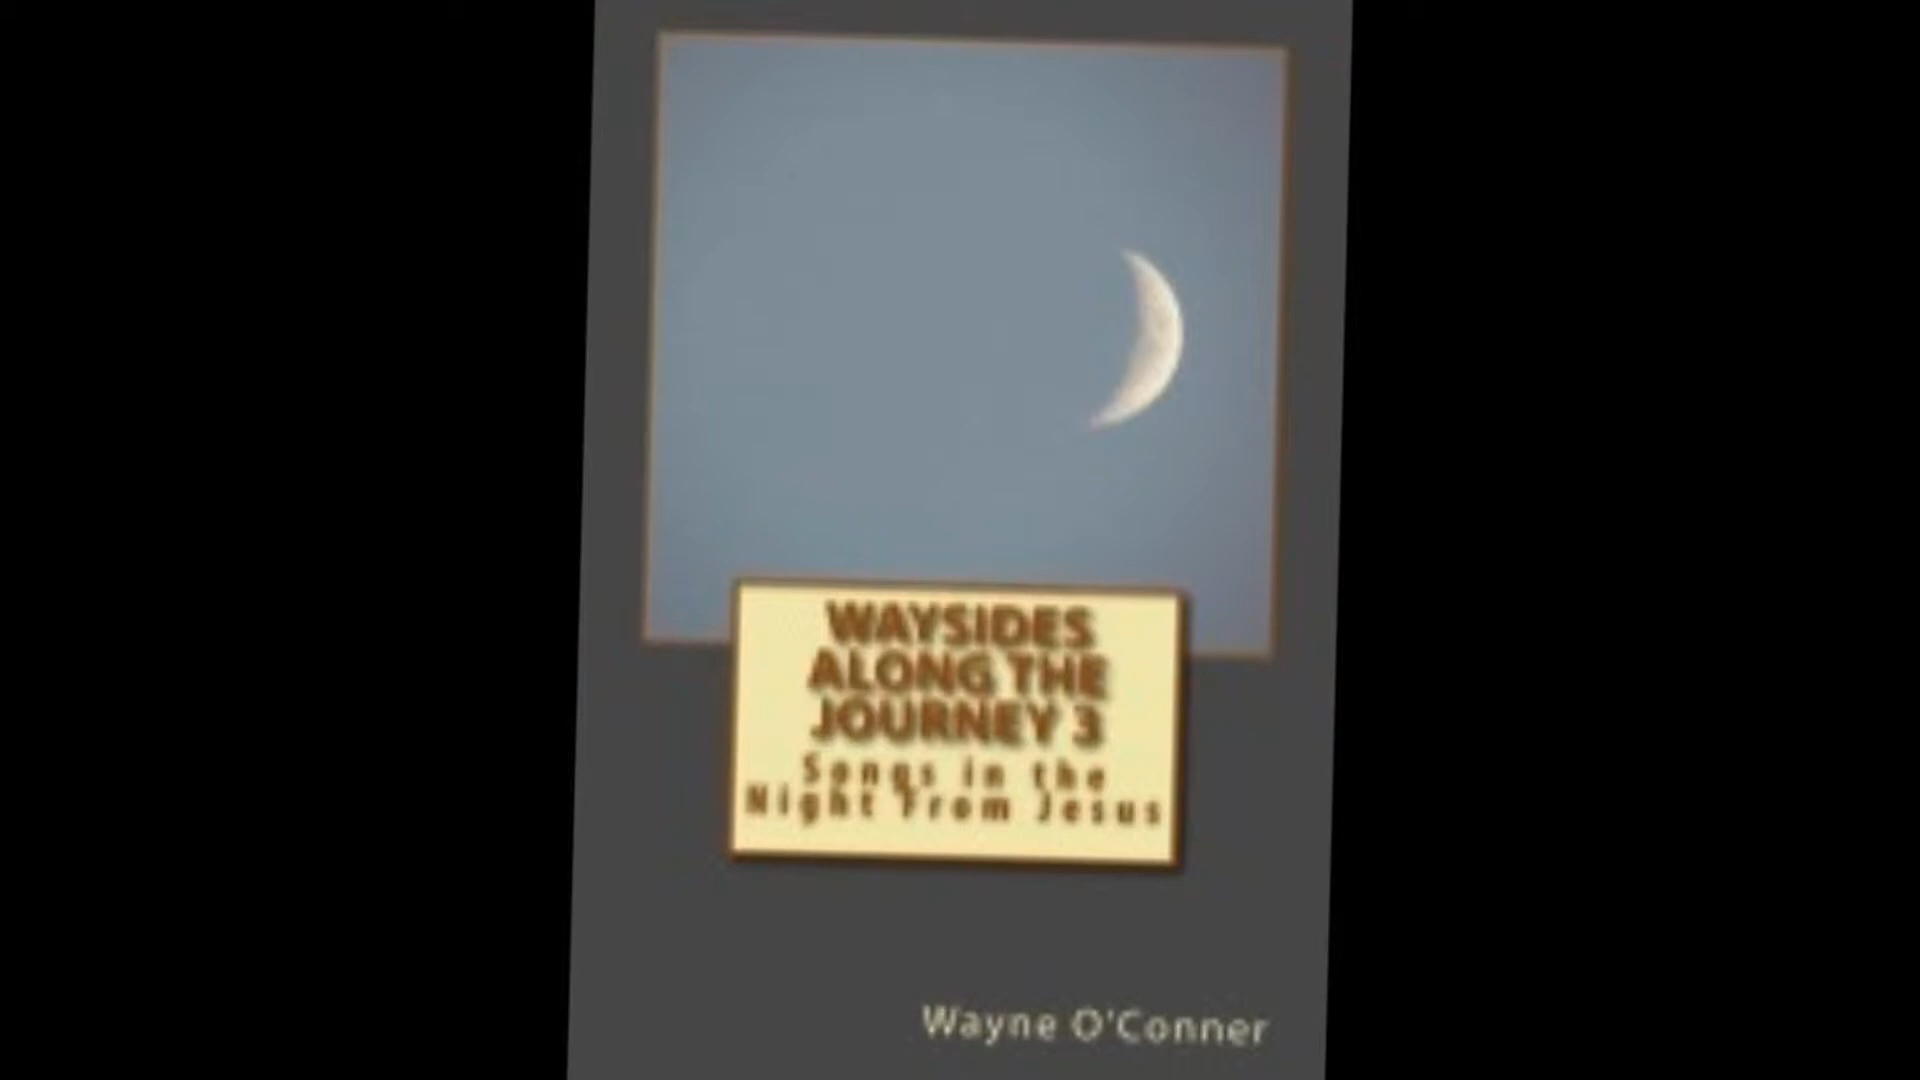 WAYSIDES
ALONG THE
JOURNEY 3
Songs in the
Night From Jesus
Wayne O'Conner